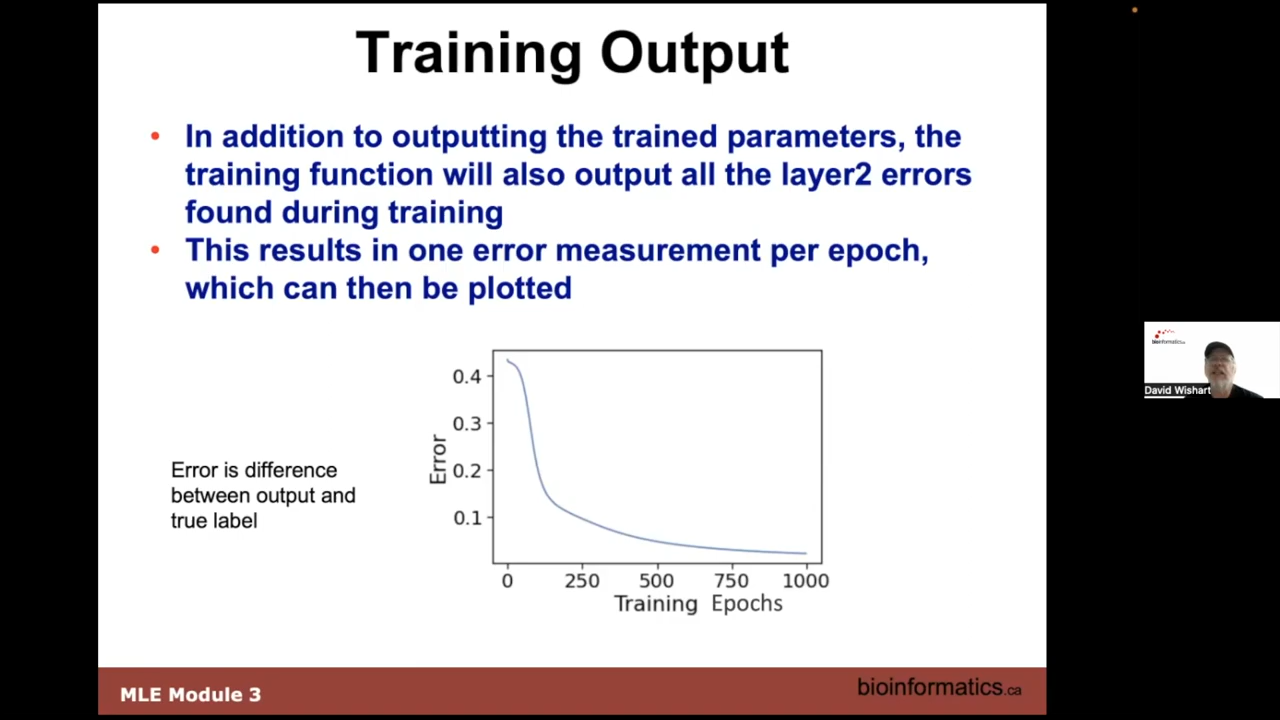 Training Output
• In addition to outputting the trained parameters, the
training function will also output all the layer2 errors
found during training
• This results in one error measurement per epoch,
which can then be plotted
Error is difference
between output and
true label
Error
0.4
0.3
0.2
0.1
0 250 500 750 1000
Training Epochs
MLE Module 3
bioinformatics.ca
bioinformatics.ca
David Wishart